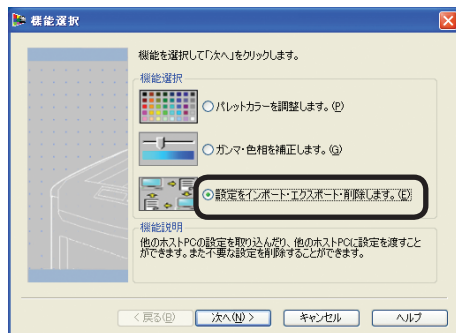 機能選択
機能を選択して「次へ」をクリックします。
機能選択
パレットカラーを調整します。(P)
ガンマ・色相を補正します。(G)
設定をインポート・エクスポート・削除します。(E)
機能説明
他のホストPCの設定を取り込んだり、他のホストPCに設定を渡すこと
ができます。また不要な設定を削除することができます。
< 戻る(B)
次へ(N) >
キャンセル
ヘルプ